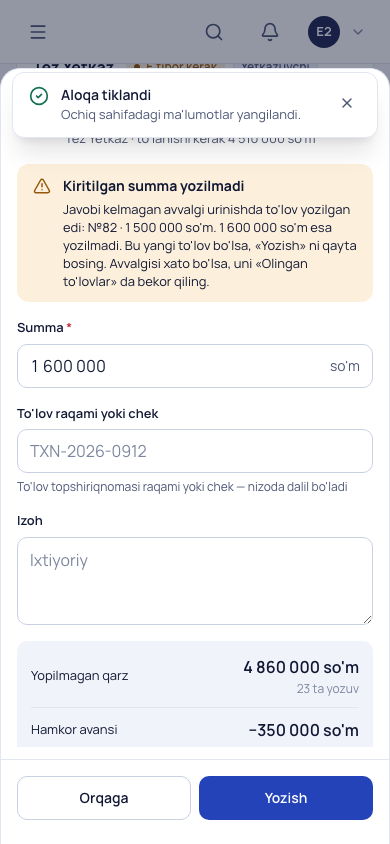 E2
Tez Yetkaz
E'tibor kerak
Yetkazuvchi
Aloqa tiklandi
Ochiq sahifadagi ma'lumotlar yangilandi.
Tez Yetkaz · to'lanishi kerak 4 510 000 so'm
Kiritilgan summa yozilmadi
Javobi kelmagan avvalgi urinishda to'lov yozilgan
edi: №82 · 1 500 000 so'm. 1 600 000 so'm esa
yozilmadi. Bu yangi to'lov bo'lsa, «Yozish» ni qayta
bosing. Avvalgisi xato bo'lsa, uni «Olingan
to'lovlar» da bekor qiling.
Summa *
1 600 000 so'm
To'lov raqami yoki chek
TXN-2026-0912
To'lov topshiriqnomasi raqami yoki chek — nizoda dalil bo'ladi
Izoh
Ixtiyoriy
Yopilmagan qarz
4 860 000 so'm
23 ta yozuv
Hamkor avansi
−350 000 so'm
Orqaga
Yozish